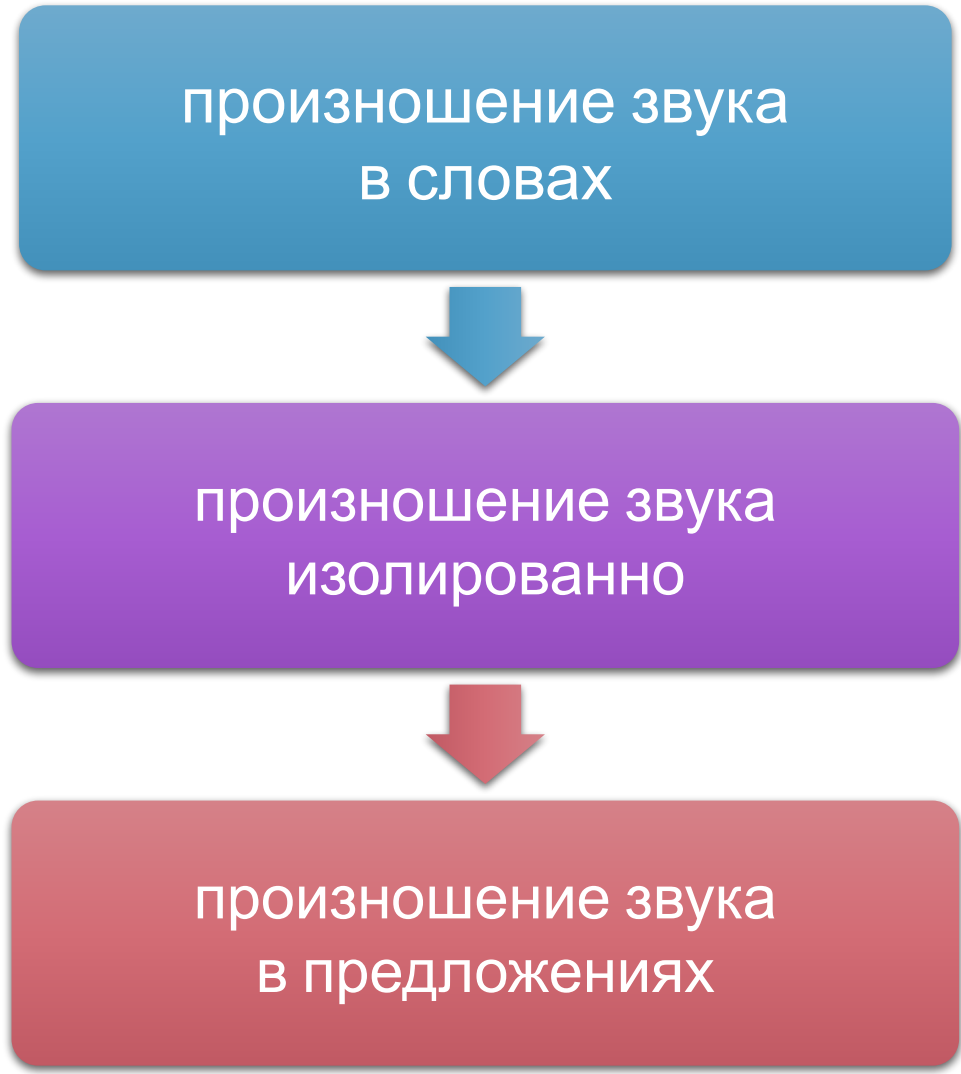 произношение звука
в словах
произношение звука
изолированно
произношение звука
в предложениях